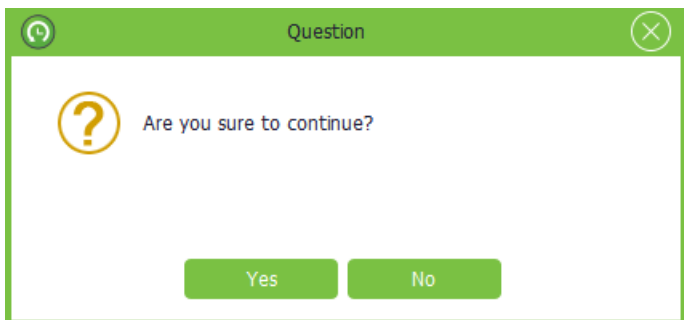 Question
Are you sure to continue?
Yes
No